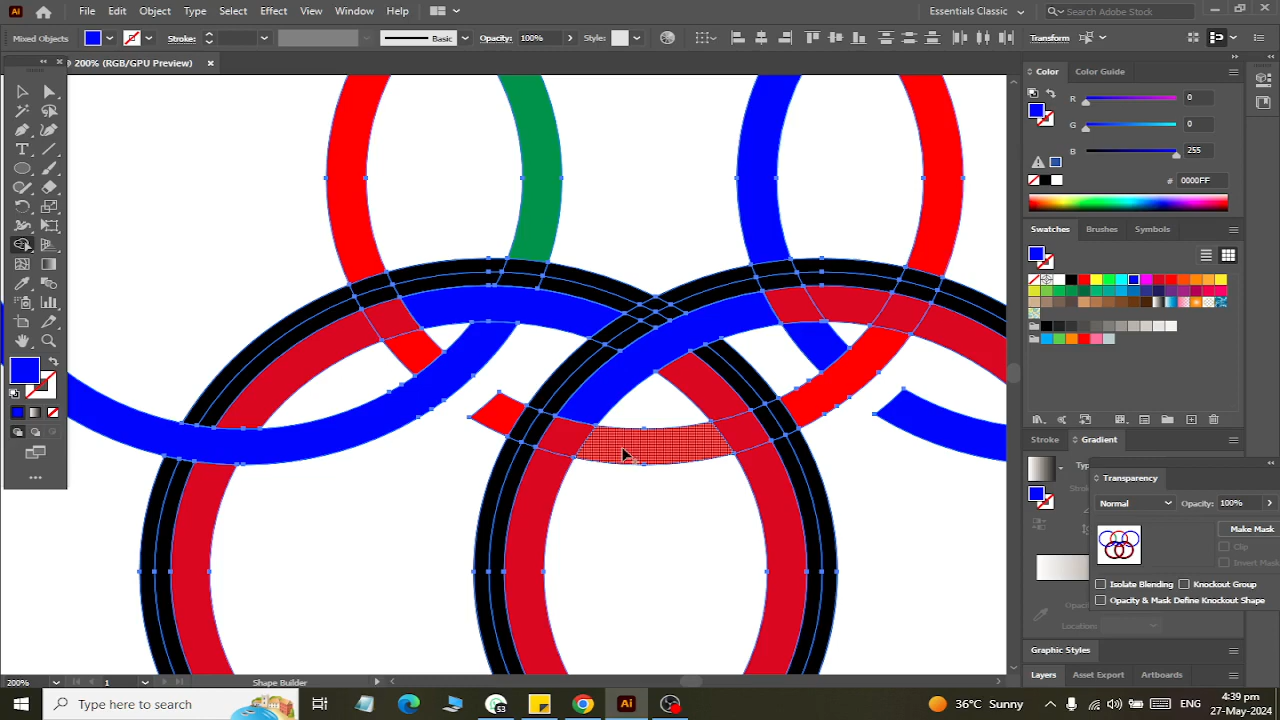 Ai File Edit Object Type Select Effect View Window Help Essentials Classic Search Adobe Stock
Mixed Objects Stroke: Basic Opacity: 100% Style: Transform
200% (RGB/GPU Preview)
Color Color Guide
R 0
G 0
B 255
# 0000FF
Swatches Brushes Symbols
Stroke Gradient
Transparency
Normal Opacity: 100%
Make Mask
Clip
Invert Mask
Isolate Blending Knockout Group
Opacity & Mask Define Knockout Shape
Graphic Styles
Layers Asset Export Artboards
200% 1 Shape Builder
Type here to search Ai 36°C Sunny ENG 4:39 pm
27-May-2024